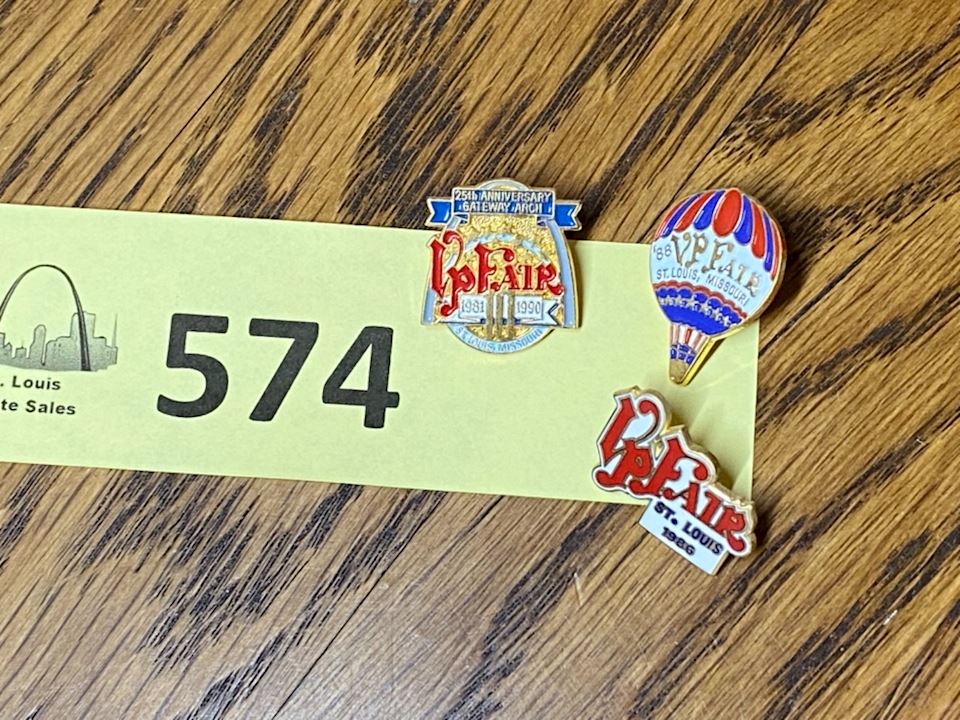 . Louis
te Sales
574
25th ANNIVERSARY
GATEWAY ARCH
VP FAIR
1981 1990
ST. LOUIS, MISSOURI
'88
VP FAIR
ST. LOUIS, MISSOURI
VP FAIR
ST. LOUIS
1986